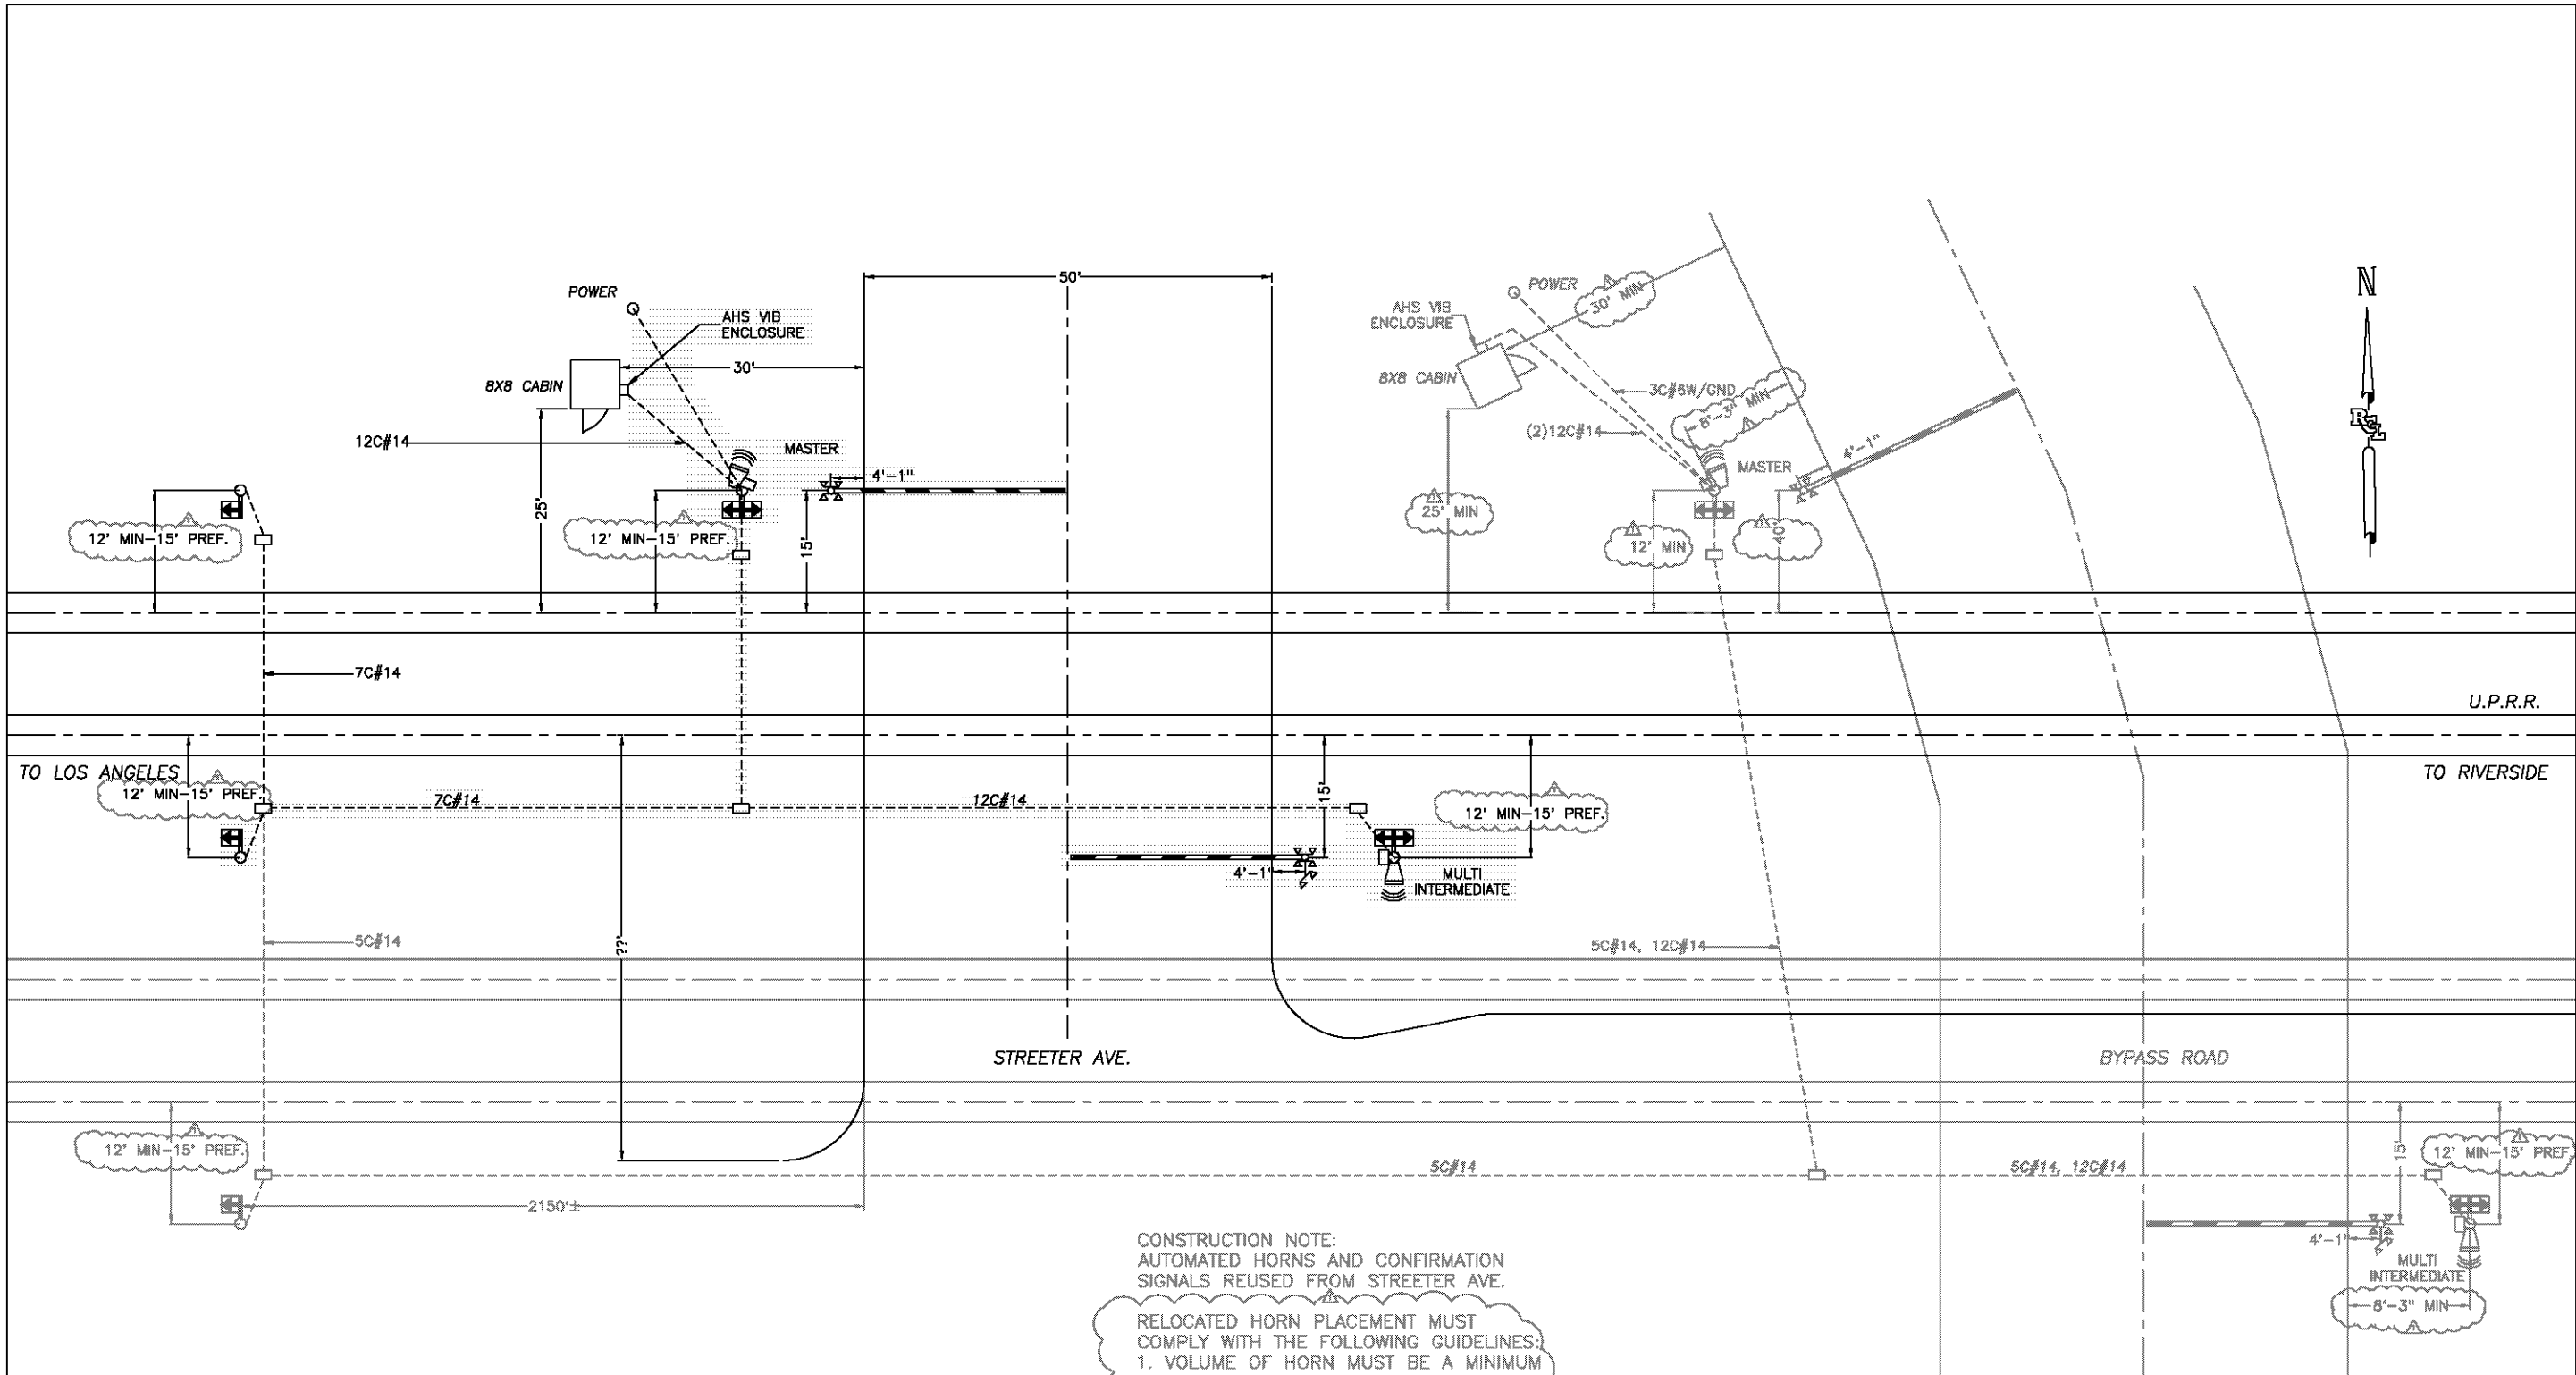 50'
POWER
AHS VIB
ENCLOSURE
30'
8X8 CABIN
12C#14
MASTER
4'-1"
25'
12' MIN-15' PREF.
12' MIN-15' PREF.
15'
POWER
30' MIN
AHS VIB
ENCLOSURE
8X8 CABIN
3C#6W/GND
8'-3" MIN
(2)12C#14
MASTER
4'-1"
25' MIN
12' MIN
40'
N
RGL
7C#14
U.P.R.R.
TO LOS ANGELES
TO RIVERSIDE
12' MIN-15' PREF.
7C#14
12C#14
15'
12' MIN-15' PREF.
4'-1"
MULTI
INTERMEDIATE
??'
5C#14
5C#14, 12C#14
STREETER AVE.
BYPASS ROAD
12' MIN-15' PREF.
5C#14
5C#14, 12C#14
15'
12' MIN-15' PREF
2150'±
4'-1"
MULTI
INTERMEDIATE
8'-3" MIN
CONSTRUCTION NOTE:
AUTOMATED HORNS AND CONFIRMATION
SIGNALS REUSED FROM STREETER AVE.
RELOCATED HORN PLACEMENT MUST
COMPLY WITH THE FOLLOWING GUIDELINES:
1. VOLUME OF HORN MUST BE A MINIMUM